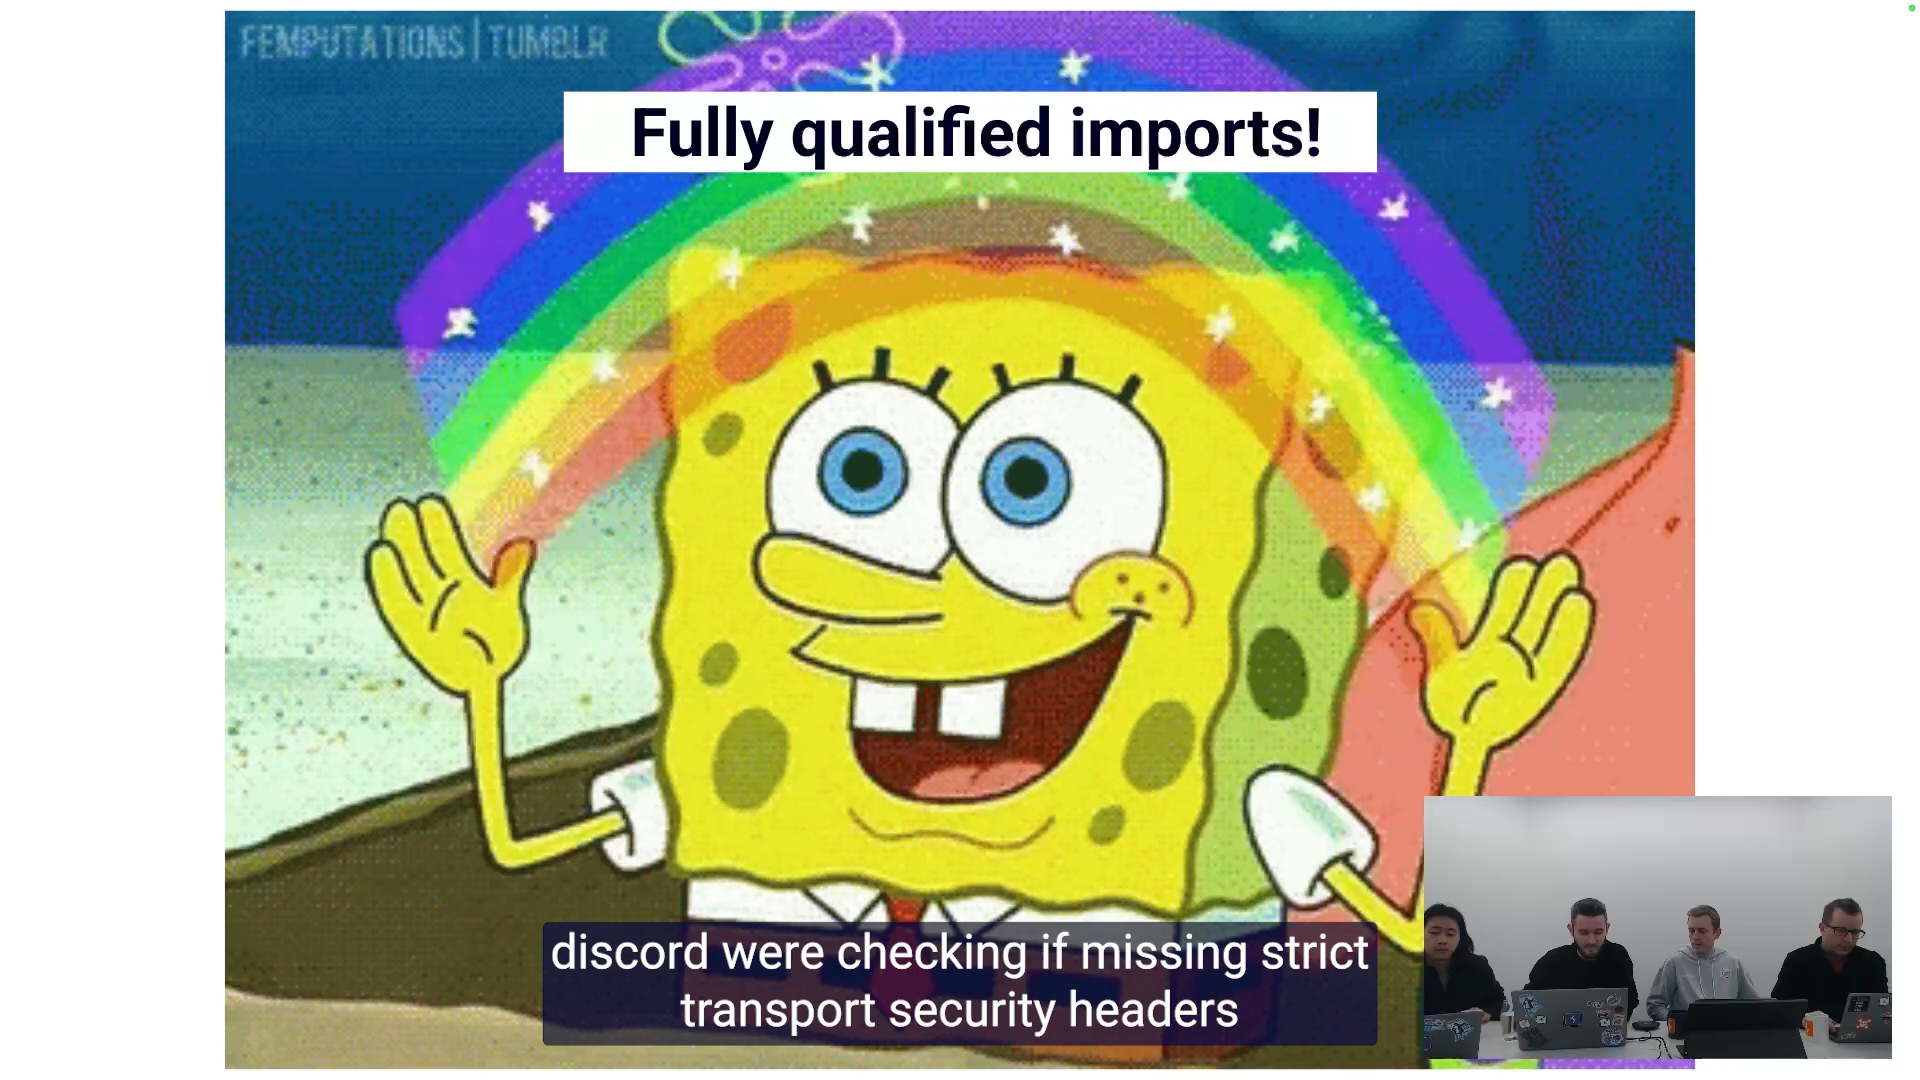 FEMPUTATIONS | TUMBLR
Fully qualified imports!
discord were checking if missing strict
transport security headers